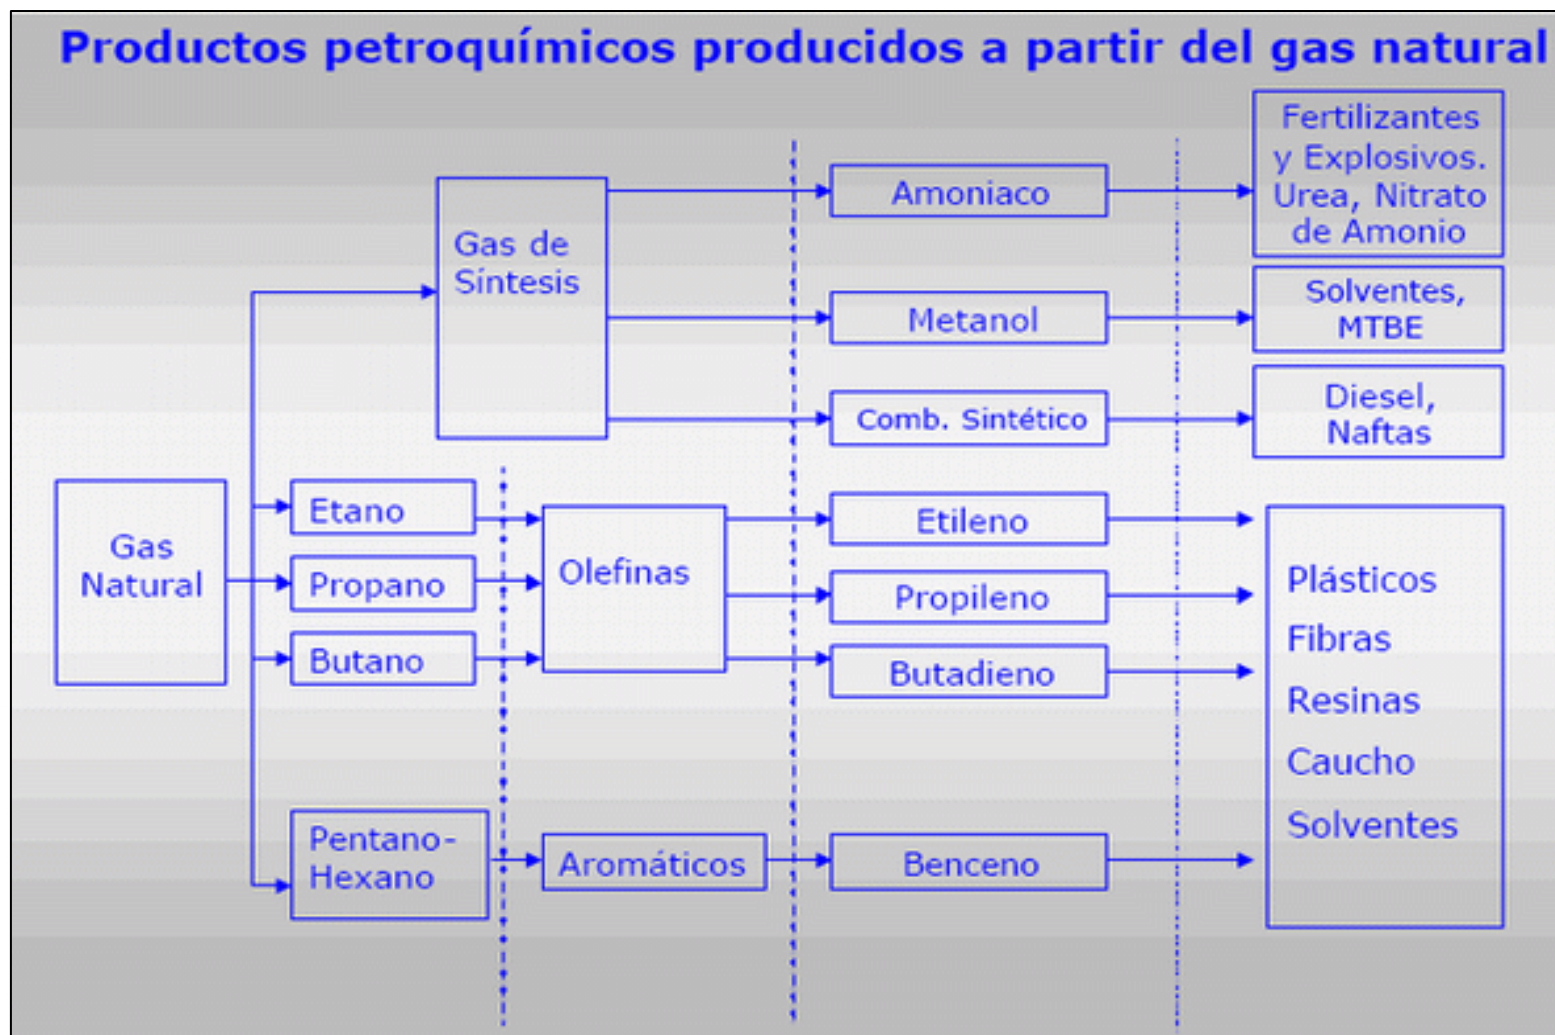 Productos petroquímicos producidos a partir del gas natural
Gas
Natural
Gas de
Síntesis
Etano
Propano
Butano
Pentano-
Hexano
Olefinas
Aromáticos
Amoniaco
Metanol
Comb. Sintético
Etileno
Propileno
Butadieno
Benceno
Fertilizantes
y Explosivos.
Urea, Nitrato
de Amonio
Solventes,
MTBE
Diesel,
Naftas
Plásticos
Fibras
Resinas
Caucho
Solventes